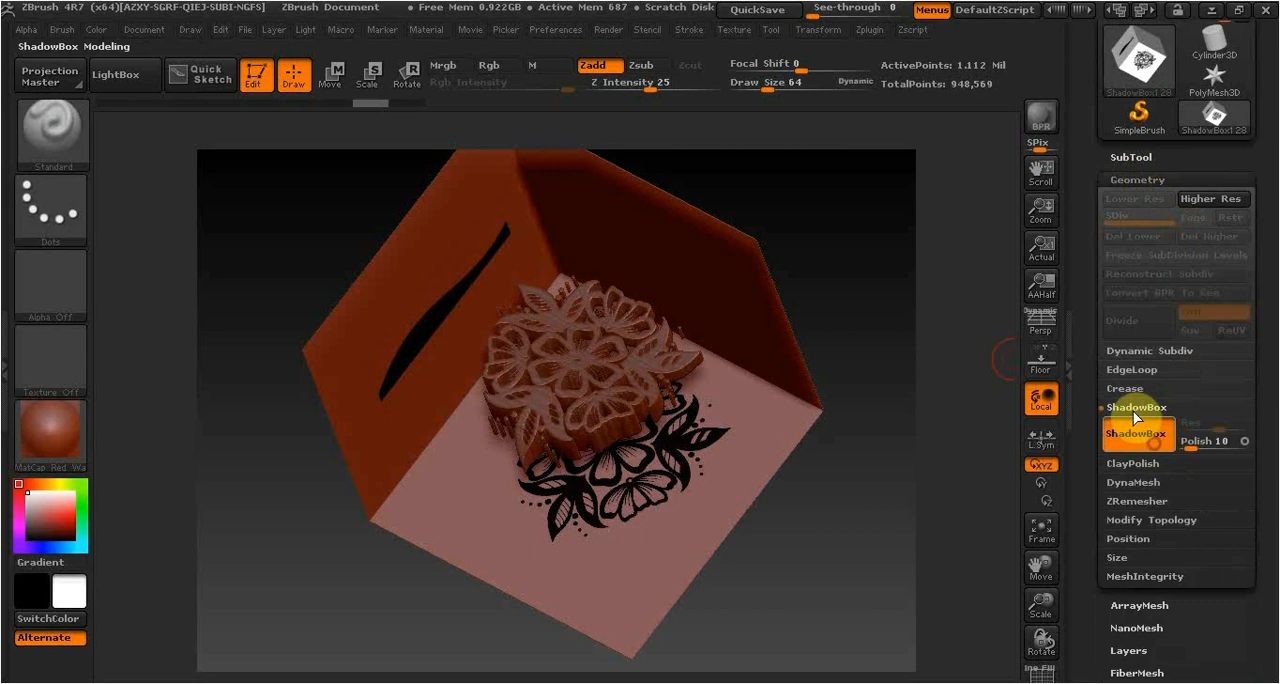 ZBrush 4R7 (x64)[AZXY-SGRF-QIEJ-SUBI-NGFS] ZBrush Document • Free Mem 0.922GB • Active Mem 687 • Scratch Disk QuickSave See-through 0 Menus DefaultZScript
Alpha Brush Color Document Draw Edit File Layer Light Macro Marker Material Movie Picker Preferences Render Stencil Stroke Texture Tool Transform Zplugin Zscript
ShadowBox Modeling
Projection Master
LightBox
Quick Sketch
Edit
Draw
Move
Scale
Rotate
Mrgb Rgb M
Rgb Intensity
Zadd Zsub Zcut
Z Intensity 25
Focal Shift 0
Draw Size 64 Dynamic
ActivePoints: 1.112 Mil
TotalPoints: 948,569
Standard
Dots
Alpha Off
Texture Off
MatCap Red Wa
Gradient
SwitchColor
Alternate
BPR
SPix
Scroll
Zoom
Actual
AAHalf
Dynamic
Persp
Floor
Local
L.Sym
XYZ
Y
Z
Frame
Move
Scale
Rotate
Line Fill
ShadowBox128
Cylinder3D
PolyMesh3D
SimpleBrush
ShadowBox128
SubTool
Geometry
Lower Res Higher Res
SDiv Cage Rstr
Del Lower Del Higher
Freeze SubDivision Levels
Reconstruct Subdiv
Convert BPR To Geo
Divide Smt
Suv ReUV
Dynamic Subdiv
EdgeLoop
Crease
ShadowBox
ShadowBox
Res
Polish 10
ClayPolish
DynaMesh
ZRemesher
Modify Topology
Position
Size
MeshIntegrity
ArrayMesh
NanoMesh
Layers
FiberMesh